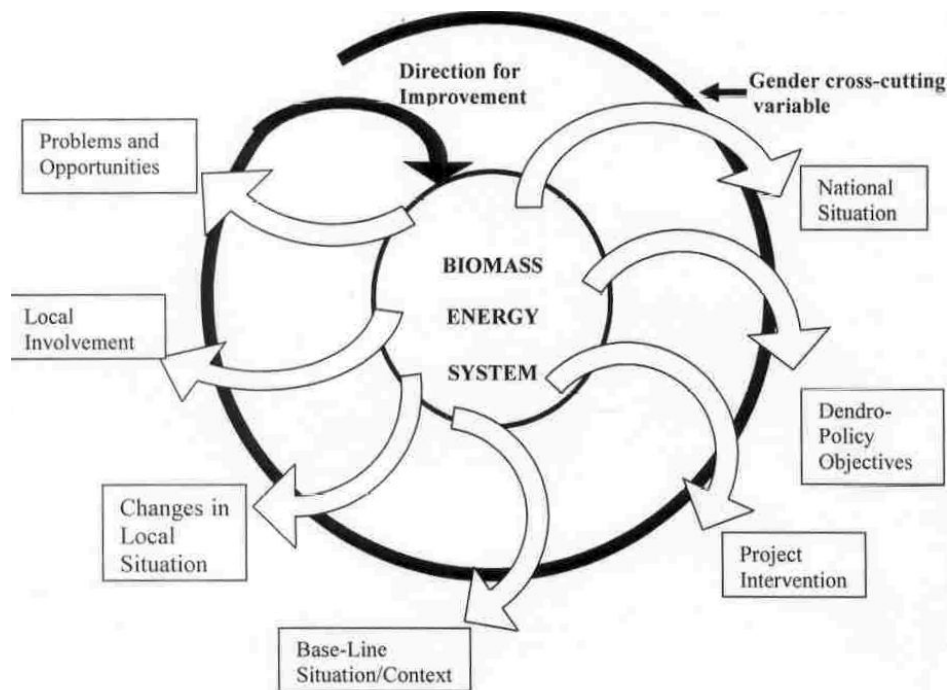 Direction for
Improvement
Gender cross-cutting
variable
Problems and
Opportunities
National
Situation
BIOMASS
ENERGY
SYSTEM
Local
Involvement
Dendro-
Policy
Objectives
Changes in
Local
Situation
Project
Intervention
Base-Line
Situation/Context